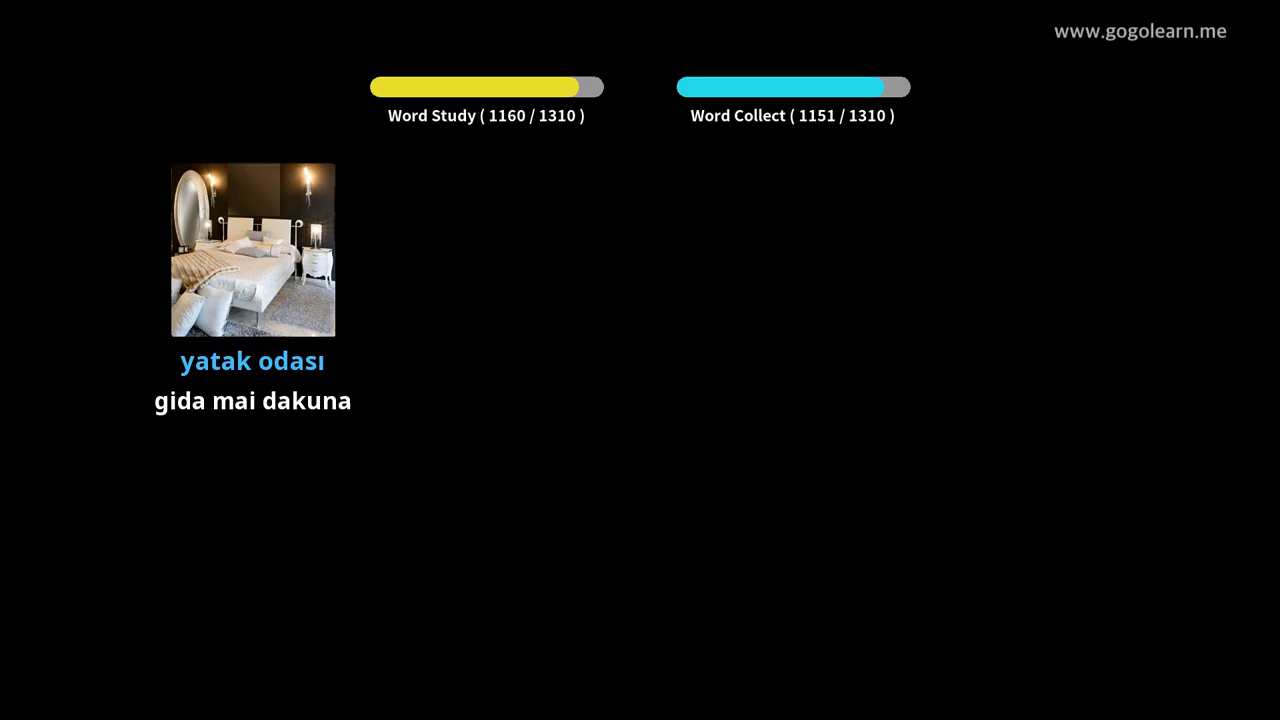 www.gogolearn.me
Word Study ( 1160 / 1310 )
Word Collect ( 1151 / 1310 )
yatak odası
gida mai dakuna